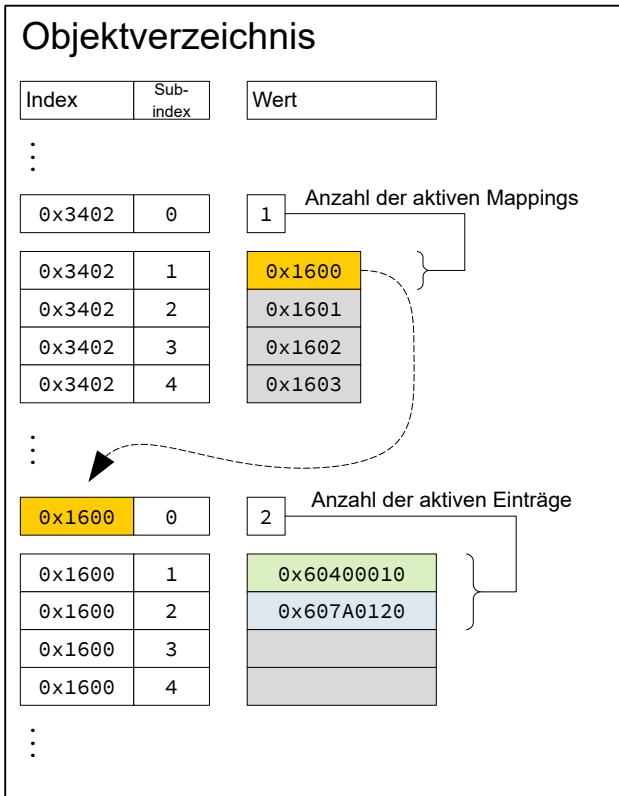 Objektverzeichnis
Index Sub-index Wert
⋮
0x3402 0 1 Anzahl der aktiven Mappings
0x3402 1 0x1600
0x3402 2 0x1601
0x3402 3 0x1602
0x3402 4 0x1603
⋮
0x1600 0 2 Anzahl der aktiven Einträge
0x1600 1 0x60400010
0x1600 2 0x607A0120
0x1600 3
0x1600 4
⋮